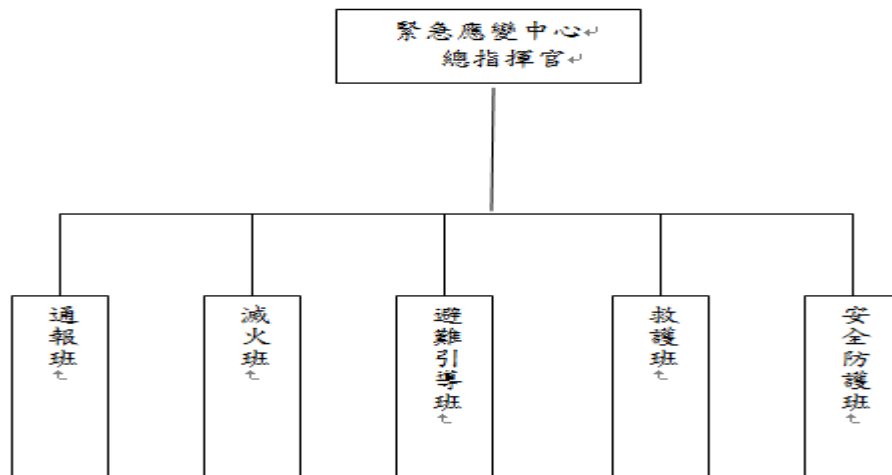 緊急應變中心
總指揮官
通報班
滅火班
避難引導班
救護班
安全防護班